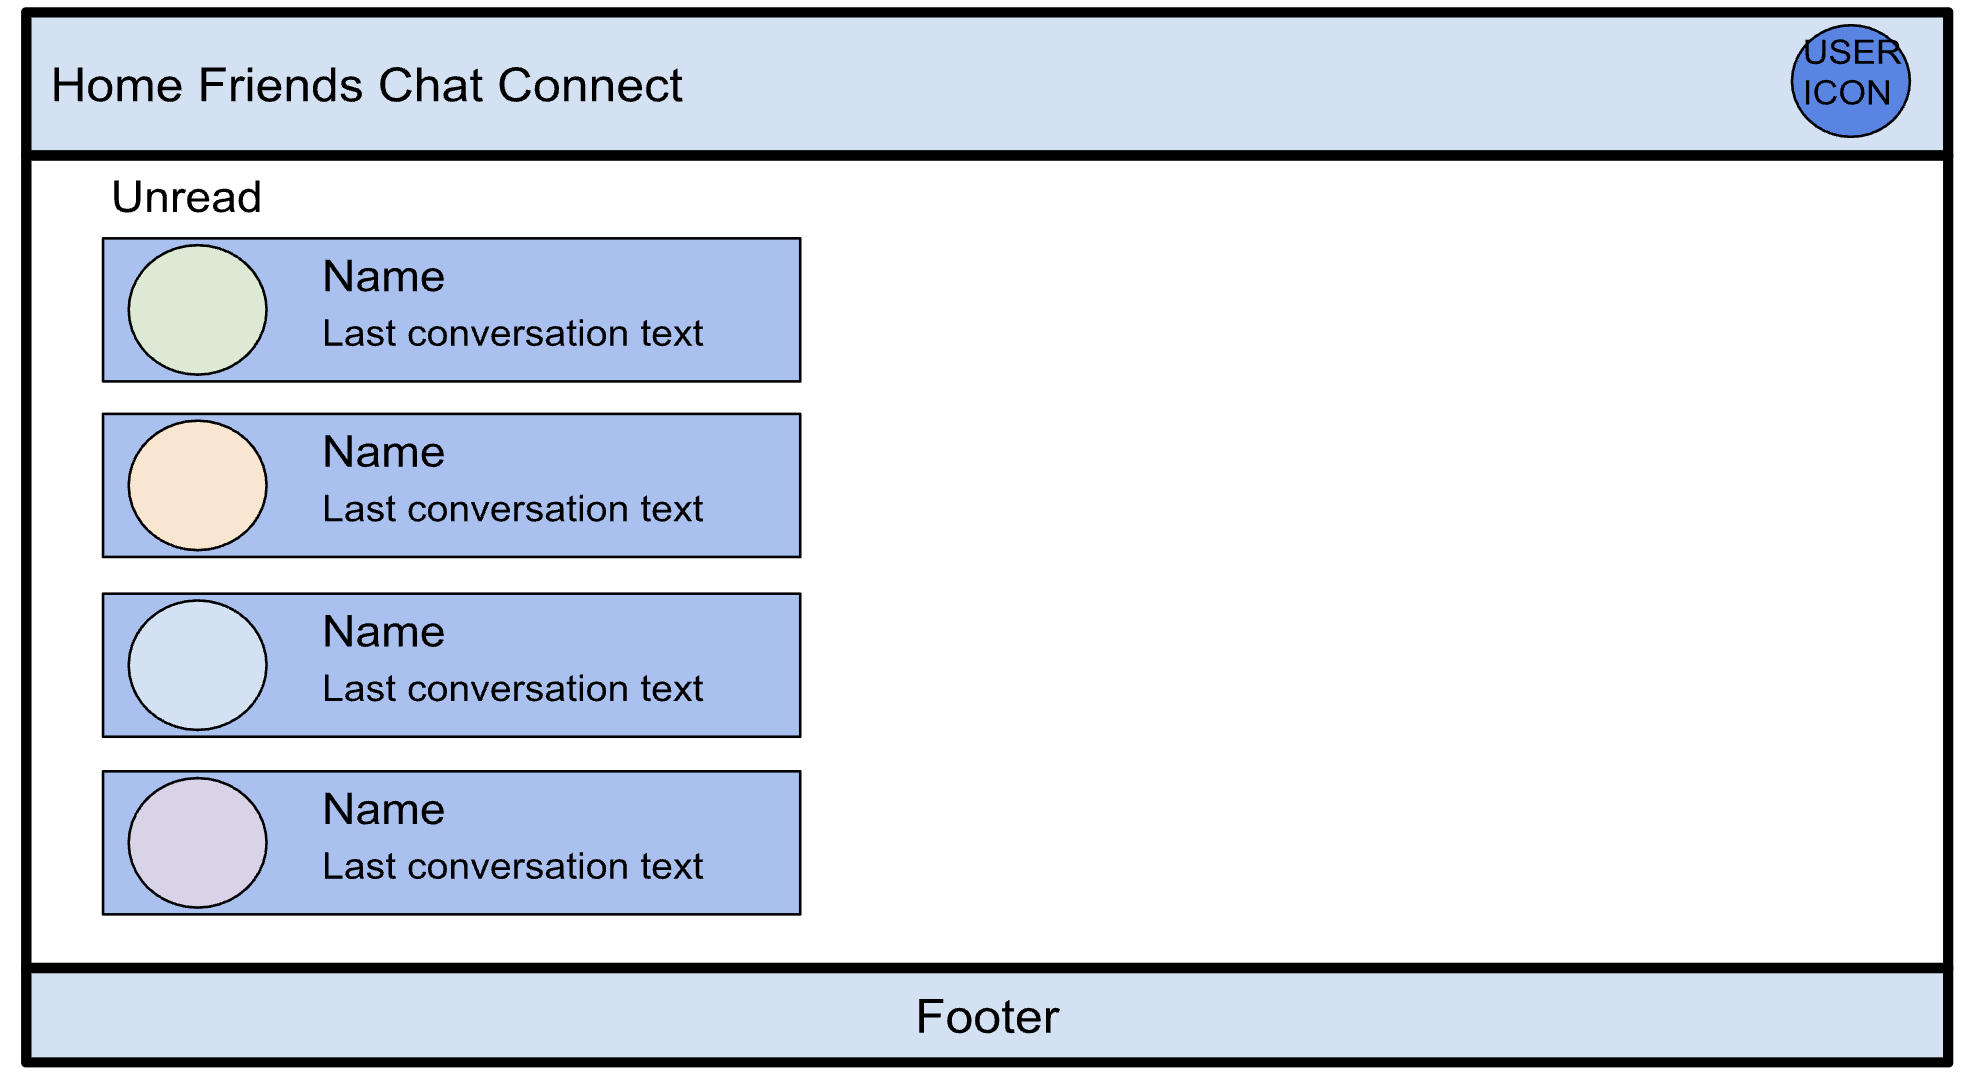 Home Friends Chat Connect
USER
ICON
Unread
Name
Last conversation text
Name
Last conversation text
Name
Last conversation text
Name
Last conversation text
Footer